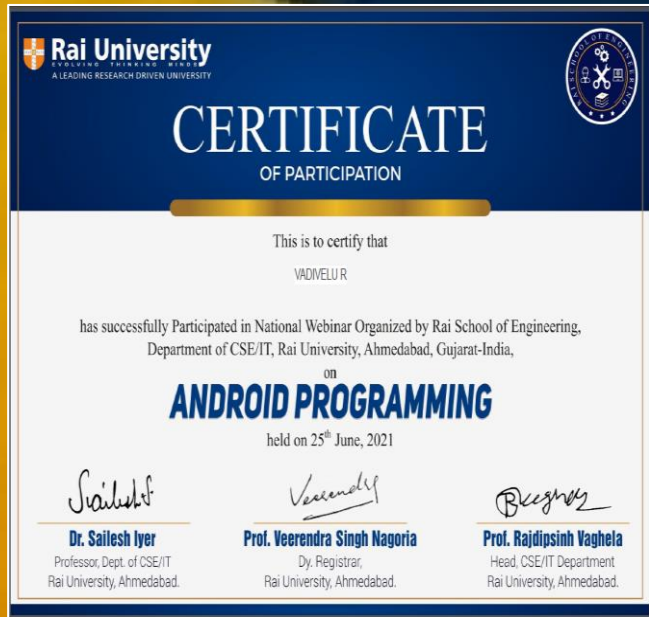 Rai University
EVOLVING THINKING MINDS
A LEADING RESEARCH DRIVEN UNIVERSITY
RAI SCHOOL OF ENGINEERING
CERTIFICATE
OF PARTICIPATION
This is to certify that
VADIVELU R
has successfully Participated in National Webinar Organized by Rai School of Engineering,
Department of CSE/IT, Rai University, Ahmedabad, Gujarat-India,
on
ANDROID PROGRAMMING
held on 25th June, 2021
Dr. Sailesh Iyer
Professor, Dept. of CSE/IT
Rai University, Ahmedabad.
Prof. Veerendra Singh Nagoria
Dy. Registrar,
Rai University, Ahmedabad.
Prof. Rajdipsinh Vaghela
Head, CSE/IT Department
Rai University, Ahmedabad.